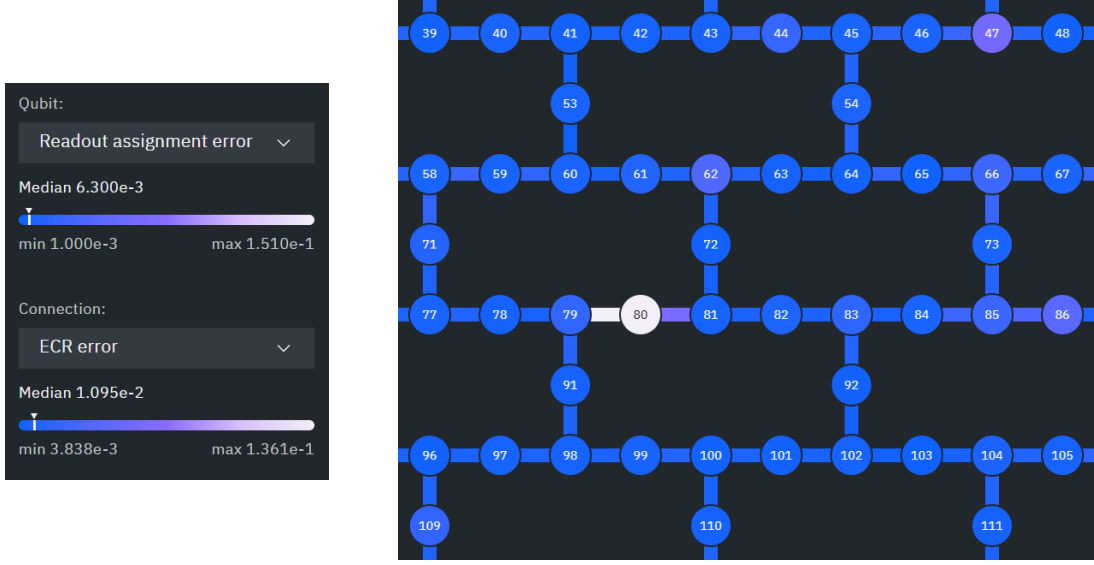 Qubit:
Readout assignment error
Median 6.300e-3
min 1.000e-3 max 1.510e-1
Connection:
ECR error
Median 1.095e-2
min 3.838e-3 max 1.361e-1
39 40 41 42 43 44 45 46 47 48
53 54
58 59 60 61 62 63 64 65 66 67
71 72 73
77 78 79 80 81 82 83 84 85 86
91 92
96 97 98 99 100 101 102 103 104 105
109 110 111